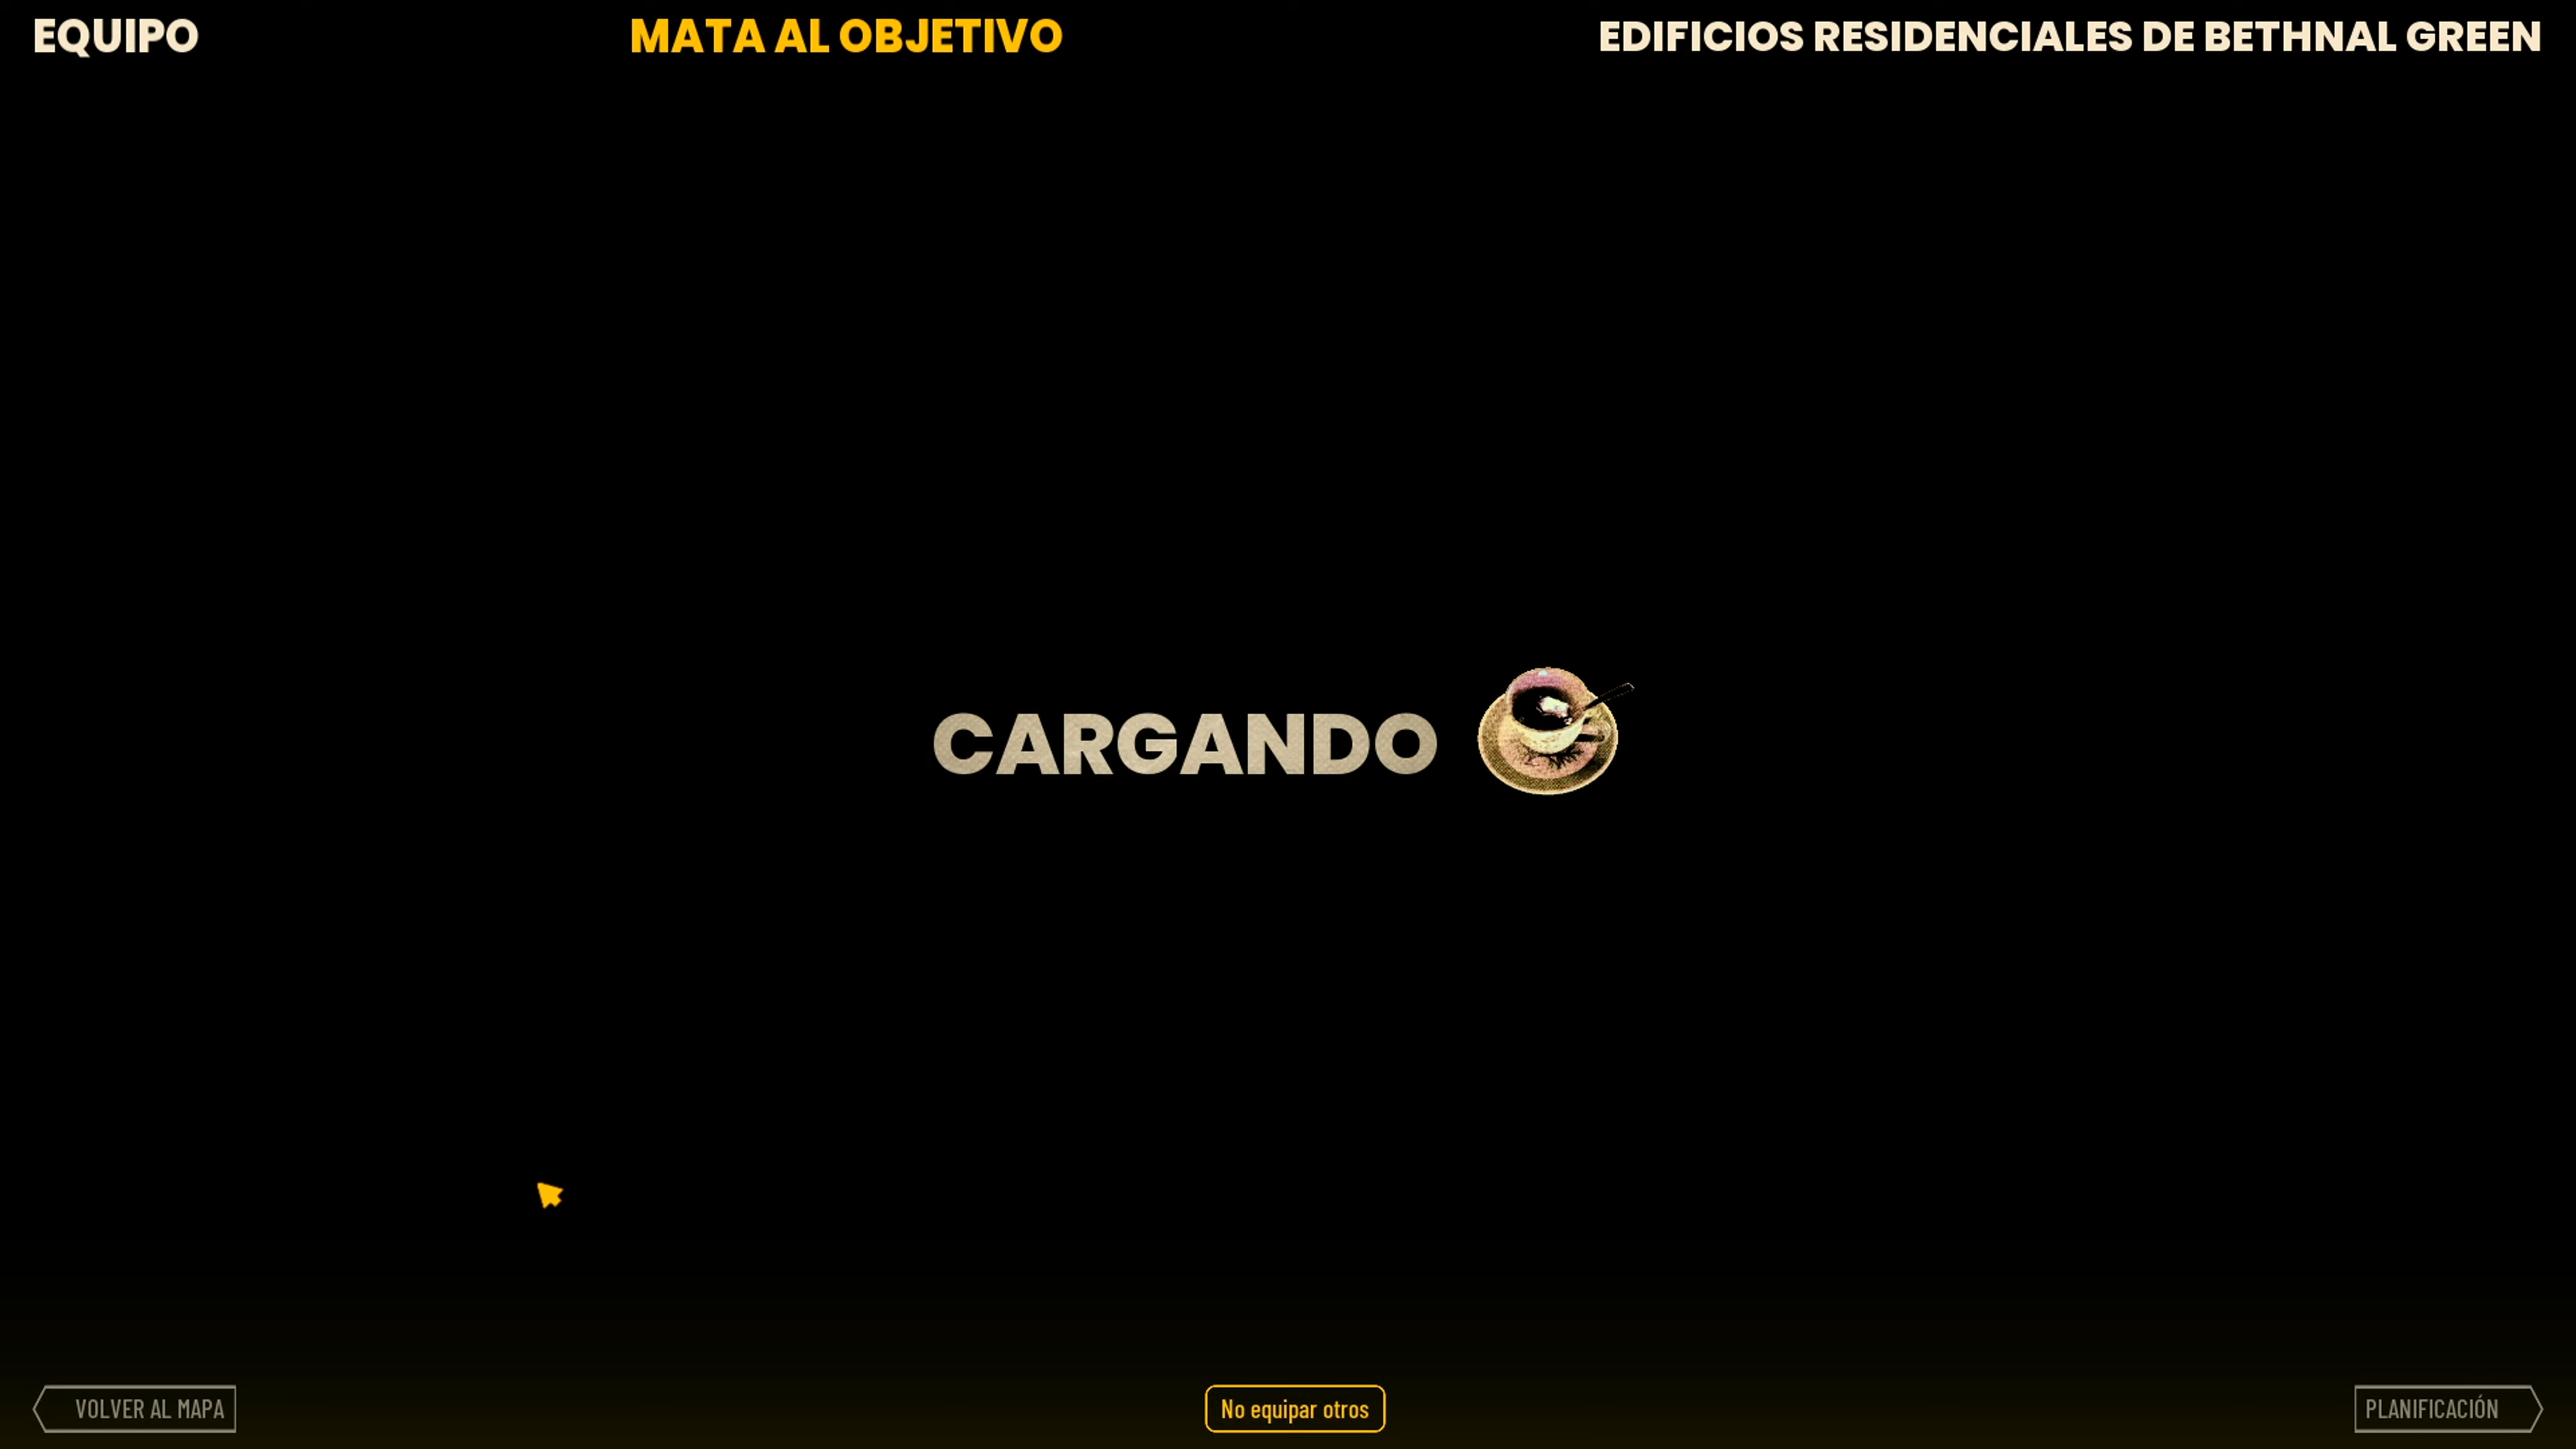 EQUIPO
MATA AL OBJETIVO
EDIFICIOS RESIDENCIALES DE BETHNAL GREEN
CARGANDO
VOLVER AL MAPA
No equipar otros
PLANIFICACIÓN